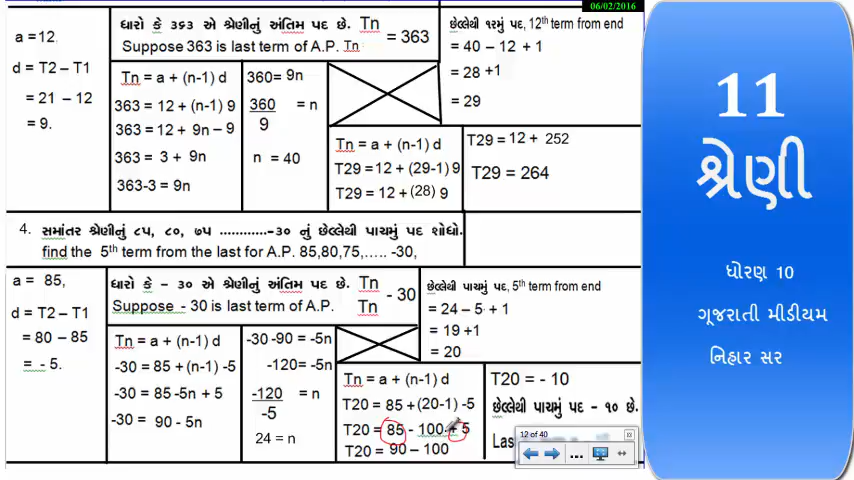 06/02/2016
a =12,
d = T2 – T1
= 21 – 12
= 9.
ધારો કે ૩૬૩ એ શ્રેણીનું અંતિમ પદ છે. Tn
Suppose 363 is last term of A.P. Tn = 363
Tn = a + (n-1) d
363 = 12 + (n-1) 9
363 = 12 + 9n – 9
363 = 3 + 9n
363-3 = 9n
360= 9n
360 = n
9
n = 40
છેલ્લેથી ૧૨મું પદ, 12th term from end
= 40 – 12 + 1
= 28 +1
= 29
Tn = a + (n-1) d
T29 = 12 + (29-1) 9
T29 = 12 + (28) 9
T29 = 12 + 252
T29 = 264
4. સમાંતર શ્રેણીનું ૮૫, ૮૦, ૭૫ ............–૩૦ નું છેલ્લેથી પાચમું પદ શોધો.
find the 5th term from the last for A.P. 85,80,75,..... -30,
a = 85,
d = T2 – T1
= 80 – 85
= - 5.
ધારો કે – ૩૦ એ શ્રેણીનું અંતિમ પદ છે. Tn
Suppose - 30 is last term of A.P. Tn - 30
Tn = a + (n-1) d
-30 = 85 + (n-1) -5
-30 = 85 -5n + 5
-30 = 90 - 5n
-30 -90 = -5n
-120= -5n
-120 = n
-5
24 = n
છેલ્લેથી પાચમું પદ, 5th term from end
= 24 – 5 + 1
= 19 +1
= 20
Tn = a + (n-1) d
T20 = 85 + (20-1) -5
T20 = 85 - 100 + 5
T20 = 90 – 100
T20 = - 10
છેલ્લેથી પાચમું પદ – ૧૦ છે.
Las
12 of 40
11
શ્રેણી
ધોરણ 10
ગૂજરાતી મીડીયમ
નિહાર સર